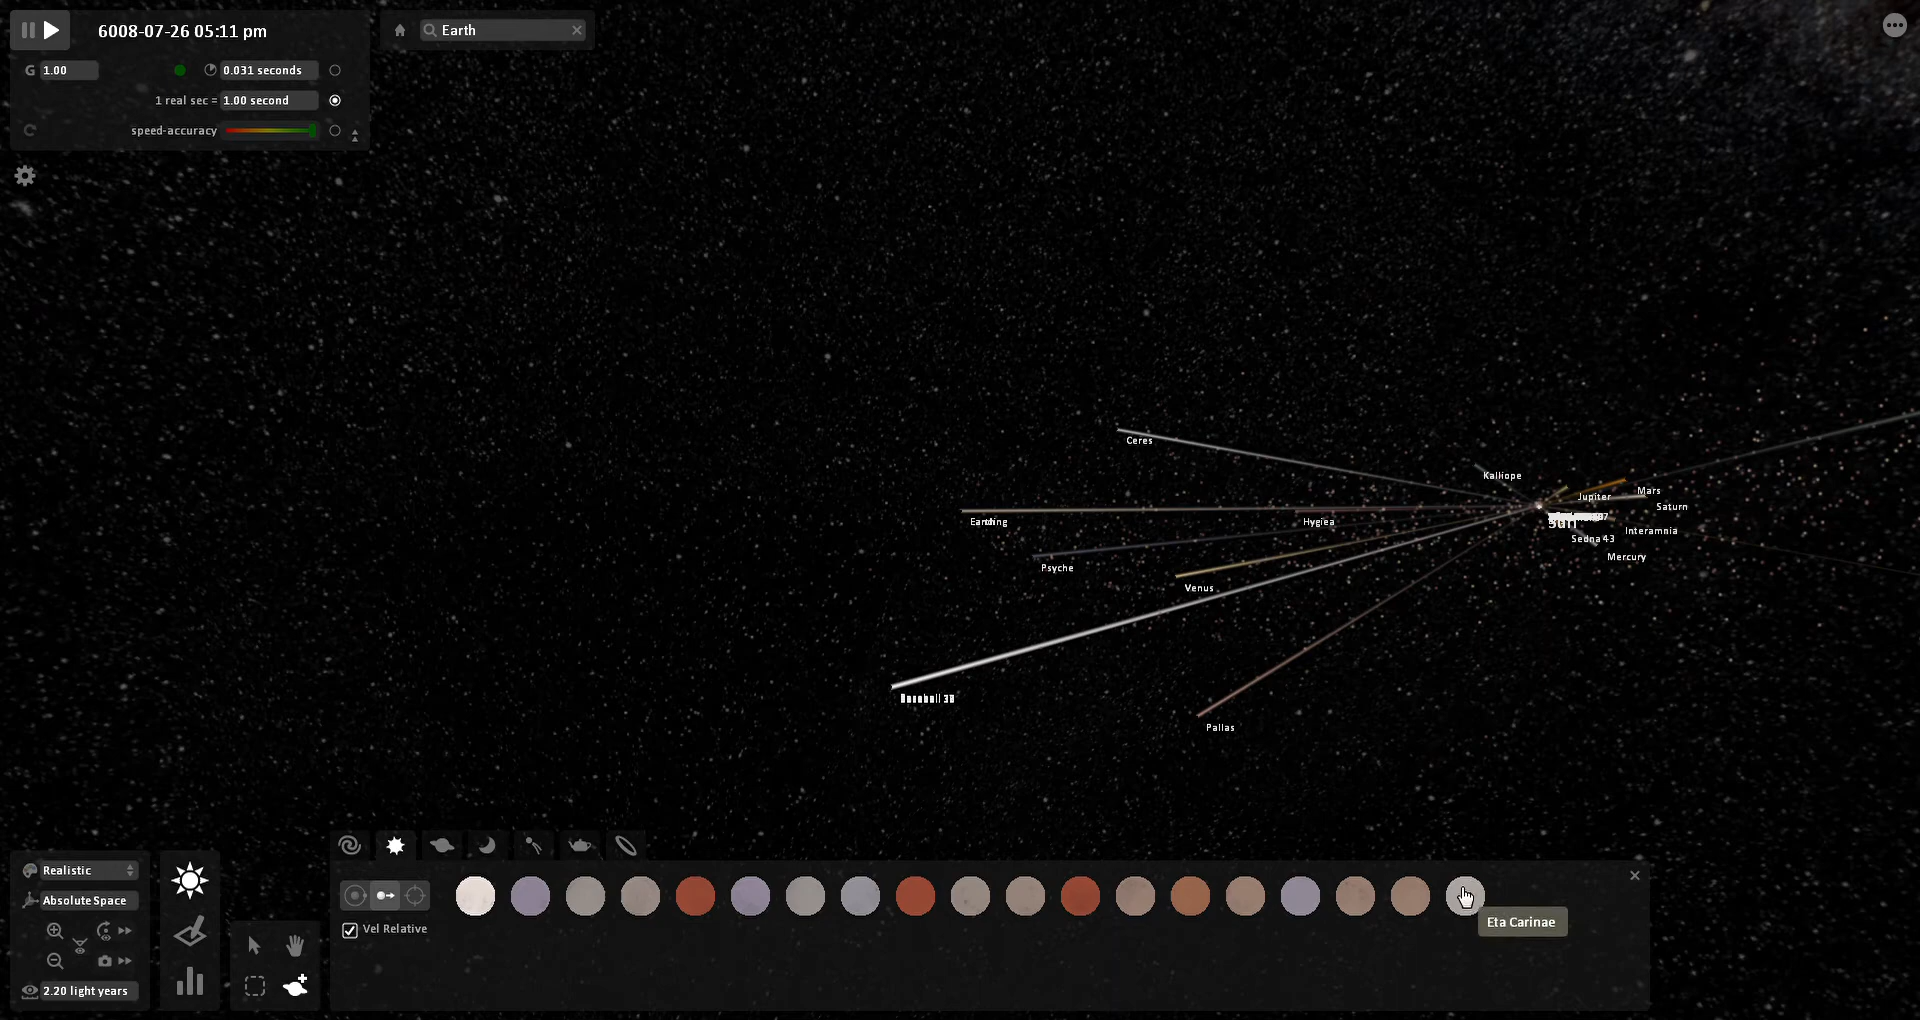 6008-07-26 05:11 pm
Earth
G 1.00
0.031 seconds
1 real sec = 1.00 second
speed-accuracy
Ceres
Kalliope
Jupiter
Mars
Saturn
Hygiea
Sun
Interamnia
Sedna 43
Mercury
Psyche
Venus
Pallas
Realistic
Absolute Space
Vel Relative
Eta Carinae
2.20 light years